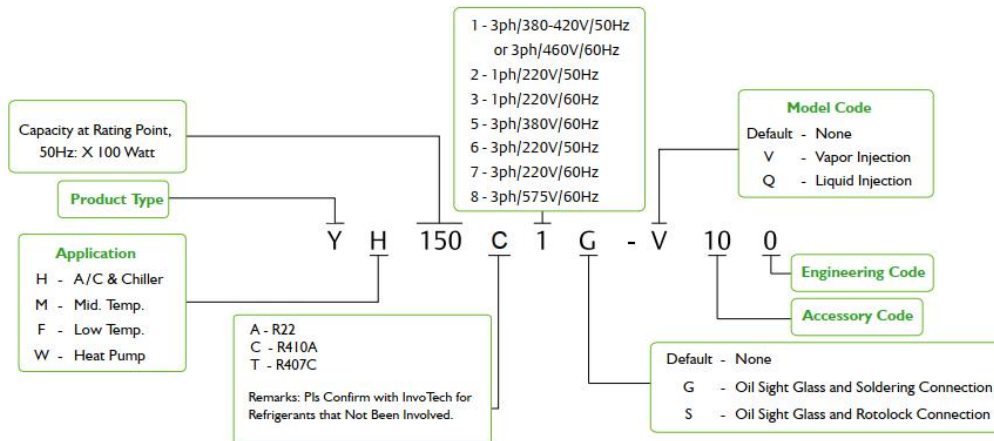 1 - 3ph/380-420V/50Hz
or 3ph/460V/60Hz
2 - 1ph/220V/50Hz
3 - 1ph/220V/60Hz
5 - 3ph/380V/60Hz
6 - 3ph/220V/50Hz
7 - 3ph/220V/60Hz
8 - 3ph/575V/60Hz
Capacity at Rating Point,
50Hz: X 100 Watt
Model Code
Default - None
V - Vapor Injection
Q - Liquid Injection
Product Type
Y H 150 C 1 G - V 10 0
Application
H - A/C & Chiller
M - Mid. Temp.
F - Low Temp.
W - Heat Pump
Engineering Code
Accessory Code
A - R22
C - R410A
T - R407C
Remarks: Pls Confirm with InvoTech for
Refrigerants that Not Been Involved.
Default - None
G - Oil Sight Glass and Soldering Connection
S - Oil Sight Glass and Rotolock Connection